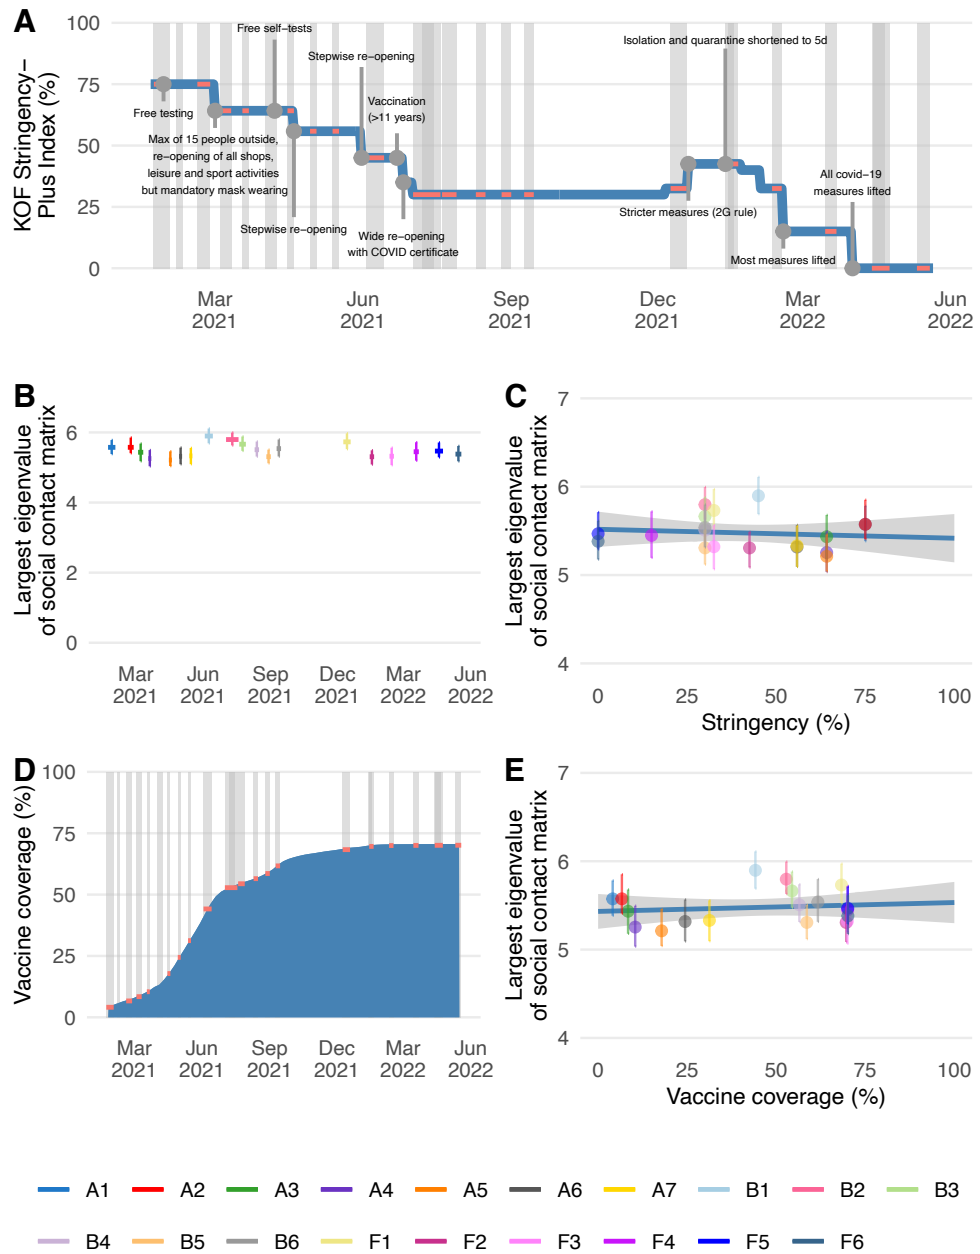 A
KOF Stringency−
Plus Index (%)
100
75
50
25
0
Free testing
Max of 15 people outside,
re−opening of all shops,
leisure and sport activities
but mandatory mask wearing
Free self−tests
Stepwise re−opening
Stepwise re−opening
Vaccination
(>11 years)
Wide re−opening
with COVID certificate
Isolation and quarantine shortened to 5d
Stricter measures (2G rule)
Most measures lifted
All covid−19
measures lifted
Mar
2021
Jun
2021
Sep
2021
Dec
2021
Mar
2022
Jun
2022
B
Largest eigenvalue
of social contact matrix
6
4
2
0
Mar
2021
Jun
2021
Sep
2021
Dec
2021
Mar
2022
Jun
2022
C
Largest eigenvalue
of social contact matrix
7
6
5
4
0
25
50
75
100
Stringency (%)
D
Vaccine coverage (%)
100
75
50
25
0
Mar
2021
Jun
2021
Sep
2021
Dec
2021
Mar
2022
Jun
2022
E
Largest eigenvalue
of social contact matrix
7
6
5
4
0
25
50
75
100
Vaccine coverage (%)
A1 A2 A3 A4 A5 A6 A7 B1 B2 B3
B4 B5 B6 F1 F2 F3 F4 F5 F6